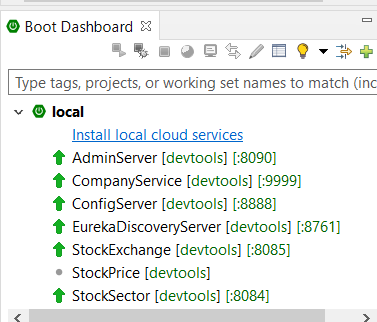 Boot Dashboard
Type tags, projects, or working set names to match (inc
local
Install local cloud services
AdminServer [devtools] [:8090]
CompanyService [devtools] [:9999]
ConfigServer [devtools] [:8888]
EurekaDiscoveryServer [devtools] [:8761]
StockExchange [devtools] [:8085]
StockPrice [devtools]
StockSector [devtools] [:8084]